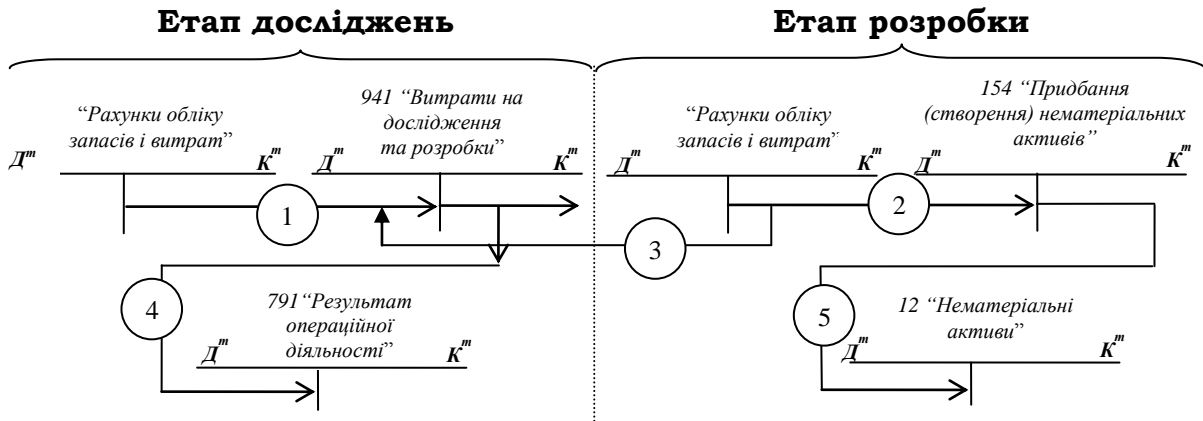 Етап досліджень
Етап розробки
“Рахунки обліку
запасів і витрат”
Дт
Кт
941 “Витрати на
дослідження
та розробки”
Дт
Кт
“Рахунки обліку
запасів і витрат”
Дт
Кт
154 “Придбання
(створення) нематеріальних
активів”
Дт
Кт
1
2
3
4
791“Результат
операційної
діяльності”
Дт
Кт
5
12 “Нематеріальні
активи”
Дт
Кт